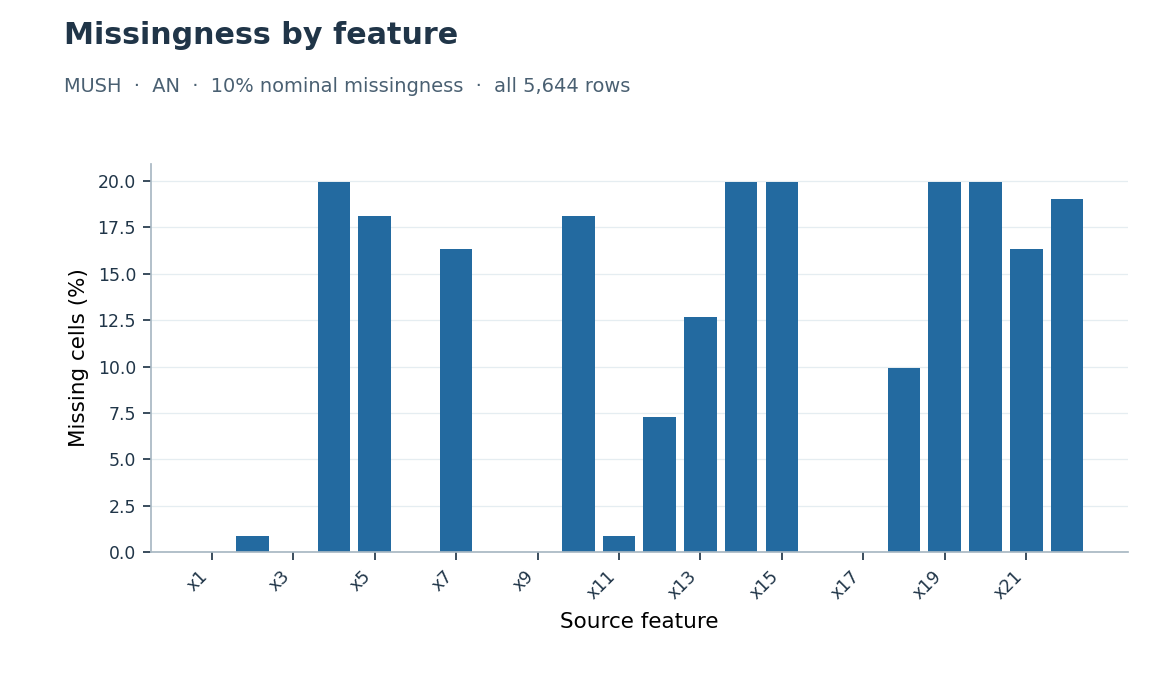 Missingness by feature
MUSH · AN · 10% nominal missingness · all 5,644 rows
20.0
17.5
15.0
12.5
10.0
7.5
5.0
2.5
0.0
Missing cells (%)
x1 x3 x5 x7 x9 x11 x13 x15 x17 x19 x21
Source feature